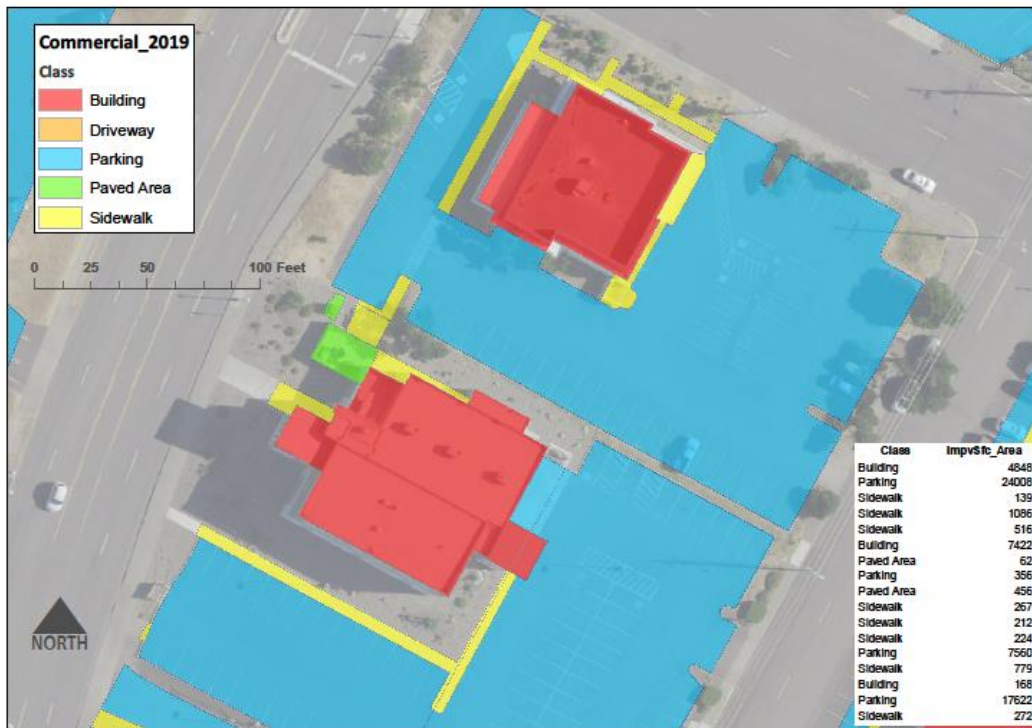 Commercial_2019
Class
Building
Driveway
Parking
Paved Area
Sidewalk
0 25 50 100 Feet
NORTH
Class ImpvSfc_Area
Building 4848
Parking 24008
Sidewalk 139
Sidewalk 1086
Sidewalk 516
Building 7422
Paved Area 62
Parking 356
Paved Area 456
Sidewalk 267
Sidewalk 212
Sidewalk 224
Parking 7560
Sidewalk 779
Building 168
Parking 17622
Sidewalk 272